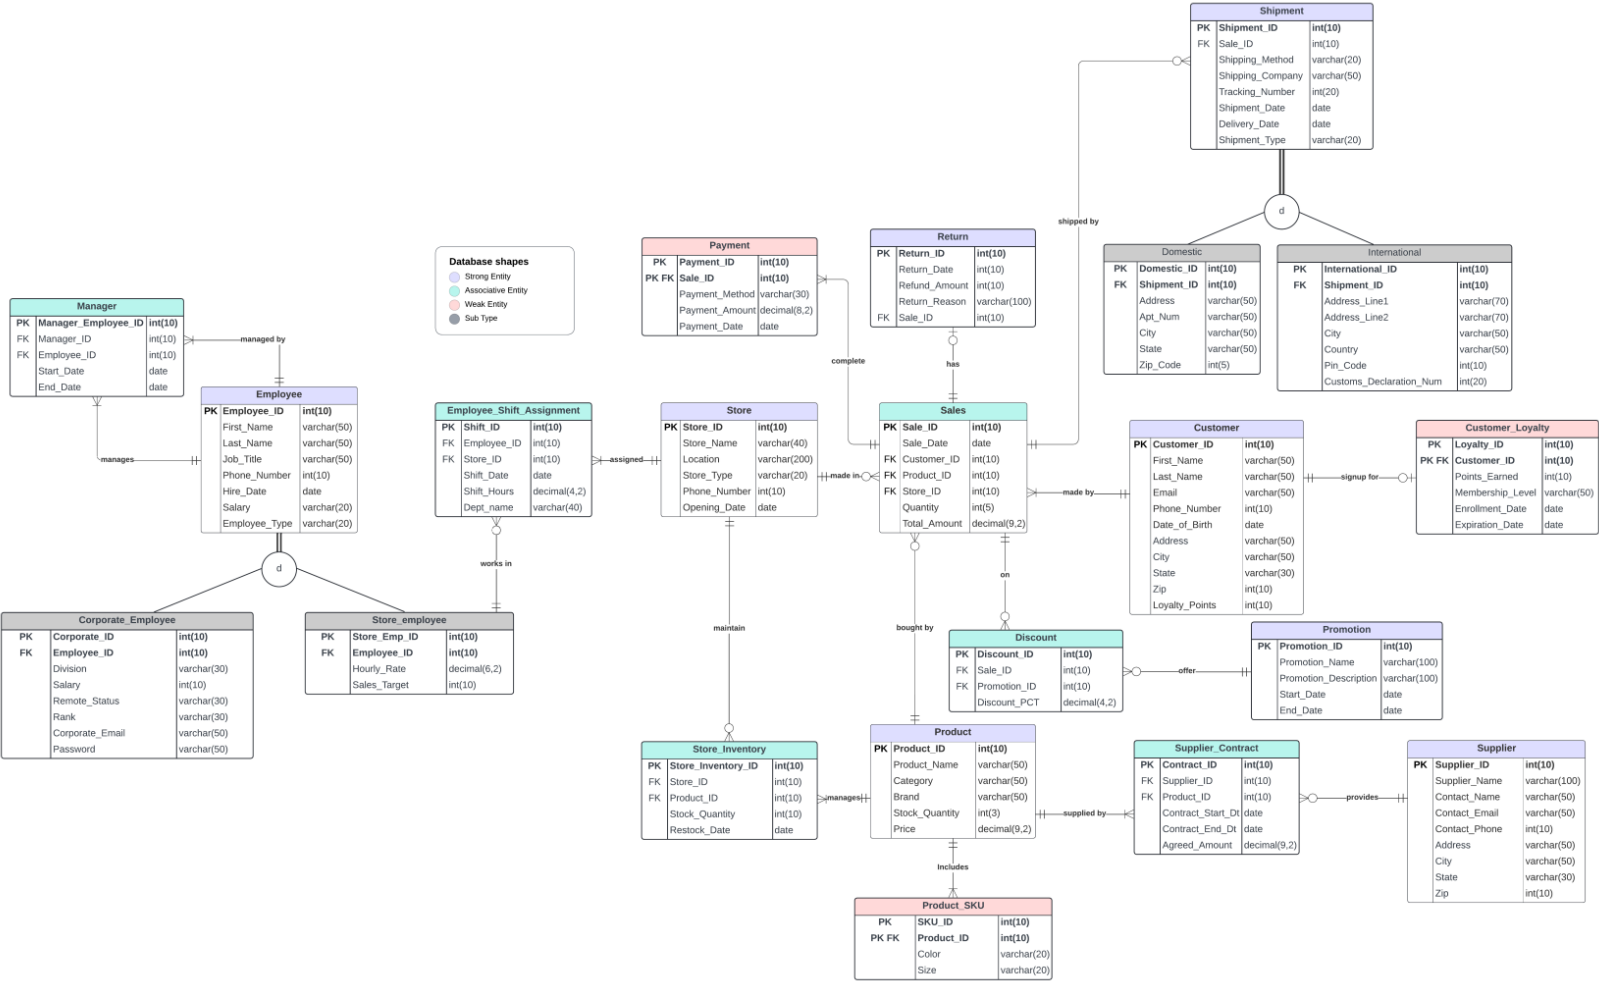 Shipment
PK Shipment_ID int(10)
FK Sale_ID int(10)
Shipping_Method varchar(20)
Shipping_Company varchar(50)
Tracking_Number int(20)
Shipment_Date date
Delivery_Date date
Shipment_Type varchar(20)
d
shipped by
Domestic
PK Domestic_ID int(10)
FK Shipment_ID int(10)
Address varchar(50)
Apt_Num varchar(50)
City varchar(50)
State varchar(50)
Zip_Code int(5)
International
PK International_ID int(10)
FK Shipment_ID int(10)
Address_Line1 varchar(70)
Address_Line2 varchar(70)
City varchar(50)
Country varchar(50)
Pin_Code int(10)
Customs_Declaration_Num int(20)
Database shapes
Strong Entity
Associative Entity
Weak Entity
Sub Type
Payment
PK Payment_ID int(10)
PK FK Sale_ID int(10)
Payment_Method varchar(30)
Payment_Amount decimal(8,2)
Payment_Date date
complete
Return
PK Return_ID int(10)
Return_Date int(10)
Refund_Amount int(10)
Return_Reason varchar(100)
FK Sale_ID int(10)
has
Manager
PK Manager_Employee_ID int(10)
FK Manager_ID int(10)
FK Employee_ID int(10)
Start_Date date
End_Date date
managed by
manages
Employee
PK Employee_ID int(10)
First_Name varchar(50)
Last_Name varchar(50)
Job_Title varchar(50)
Phone_Number int(10)
Hire_Date date
Salary varchar(20)
Employee_Type varchar(20)
d
Employee_Shift_Assignment
PK Shift_ID int(10)
FK Employee_ID int(10)
FK Store_ID int(10)
Shift_Date date
Shift_Hours decimal(4,2)
Dept_name varchar(40)
assigned
works in
Store
PK Store_ID int(10)
Store_Name varchar(40)
Location varchar(200)
Store_Type varchar(20)
Phone_Number int(10)
Opening_Date date
made in
maintain
Sales
PK Sale_ID int(10)
Sale_Date date
FK Customer_ID int(10)
FK Product_ID int(10)
FK Store_ID int(10)
Quantity int(5)
Total_Amount decimal(9,2)
made by
on
bought by
Customer
PK Customer_ID int(10)
First_Name varchar(50)
Last_Name varchar(50)
Email varchar(50)
Phone_Number int(10)
Date_of_Birth date
Address varchar(50)
City varchar(50)
State varchar(30)
Zip int(10)
Loyalty_Points int(10)
signup for
Customer_Loyalty
PK Loyalty_ID int(10)
PK FK Customer_ID int(10)
Points_Earned int(10)
Membership_Level varchar(50)
Enrollment_Date date
Expiration_Date date
Corporate_Employee
PK Corporate_ID int(10)
FK Employee_ID int(10)
Division varchar(30)
Salary int(10)
Remote_Status varchar(30)
Rank varchar(30)
Corporate_Email varchar(50)
Password varchar(50)
Store_employee
PK Store_Emp_ID int(10)
FK Employee_ID int(10)
Hourly_Rate decimal(6,2)
Sales_Target int(10)
Discount
PK Discount_ID int(10)
FK Sale_ID int(10)
FK Promotion_ID int(10)
Discount_PCT decimal(4,2)
offer
Promotion
PK Promotion_ID int(10)
Promotion_Name varchar(100)
Promotion_Description varchar(100)
Start_Date date
End_Date date
Store_Inventory
PK Store_Inventory_ID int(10)
FK Store_ID int(10)
FK Product_ID int(10)
Stock_Quantity int(10)
Restock_Date date
manages
Product
PK Product_ID int(10)
Product_Name varchar(50)
Category varchar(50)
Brand varchar(50)
Stock_Quantity int(3)
Price decimal(9,2)
supplied by
Includes
Supplier_Contract
PK Contract_ID int(10)
FK Supplier_ID int(10)
FK Product_ID int(10)
Contract_Start_Dt date
Contract_End_Dt date
Agreed_Amount decimal(9,2)
provides
Supplier
PK Supplier_ID int(10)
Supplier_Name varchar(100)
Contact_Name varchar(50)
Contact_Email varchar(50)
Contact_Phone int(10)
Address varchar(50)
City varchar(50)
State varchar(30)
Zip int(10)
Product_SKU
PK SKU_ID int(10)
PK FK Product_ID int(10)
Color varchar(20)
Size varchar(20)